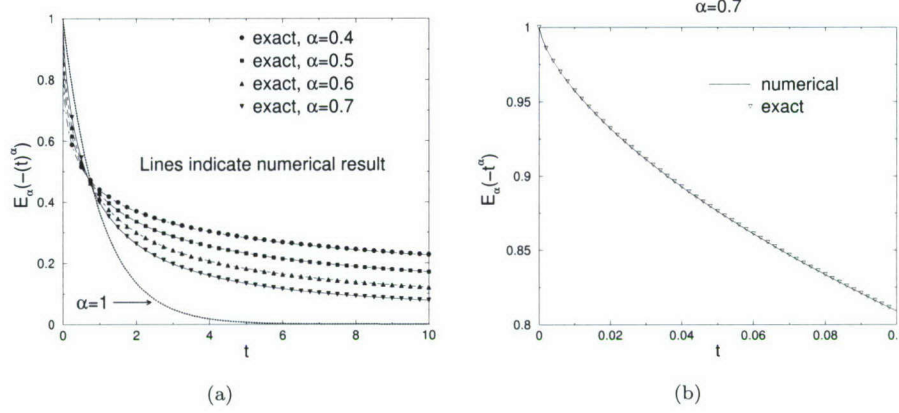 1
0.8
0.6
0.4
0.2
0
E_α(-(t)^α)
exact, α=0.4
exact, α=0.5
exact, α=0.6
exact, α=0.7
Lines indicate numerical result
α=1
0 2 4 6 8 10
t
(a)
α=0.7
1
0.95
0.9
0.85
0.8
E_α(-t^α)
numerical
exact
0 0.02 0.04 0.06 0.08
t
(b)